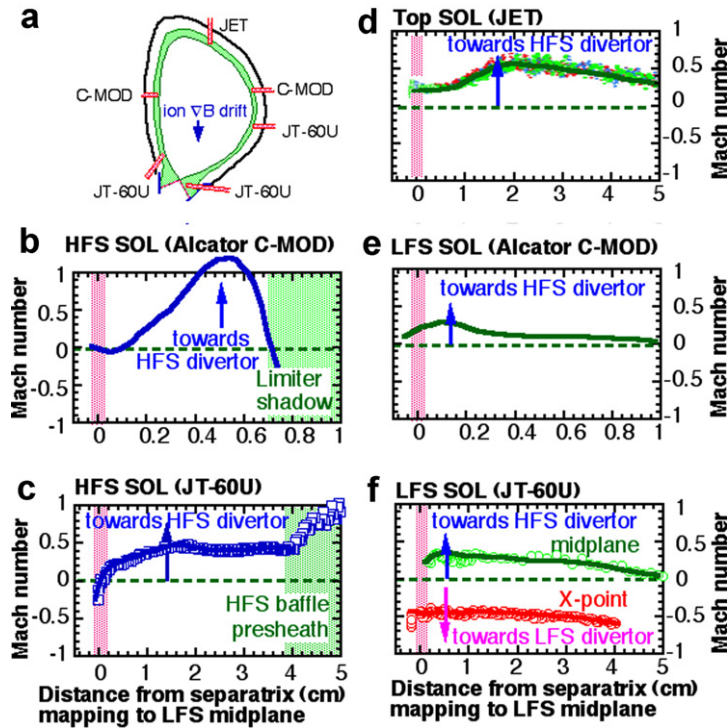 a
JET
C-MOD
C-MOD
ion ∇B drift
JT-60U
JT-60U
JT-60U
d
Top SOL (JET)
towards HFS divertor
1
0.5
0
-0.5
-1
0 1 2 3 4 5
Mach number
b
HFS SOL (Alcator C-MOD)
Mach number
1
0.5
0
-0.5
-1
towards
HFS divertor
Limiter
shadow
0 0.2 0.4 0.6 0.8 1
e
LFS SOL (Alcator C-MOD)
towards HFS divertor
1
0.5
0
-0.5
-1
0 0.2 0.4 0.6 0.8 1
Mach number
c
HFS SOL (JT-60U)
Mach number
1
0.5
0
-0.5
-1
towards HFS divertor
HFS baffle
presheath
0 1 2 3 4 5
Distance from separatrix (cm)
mapping to LFS midplane
f
LFS SOL (JT-60U)
towards HFS divertor
midplane
X-point
towards LFS divertor
1
0.5
0
-0.5
-1
0 1 2 3 4 5
Mach number
Distance from separatrix (cm)
mapping to LFS midplane